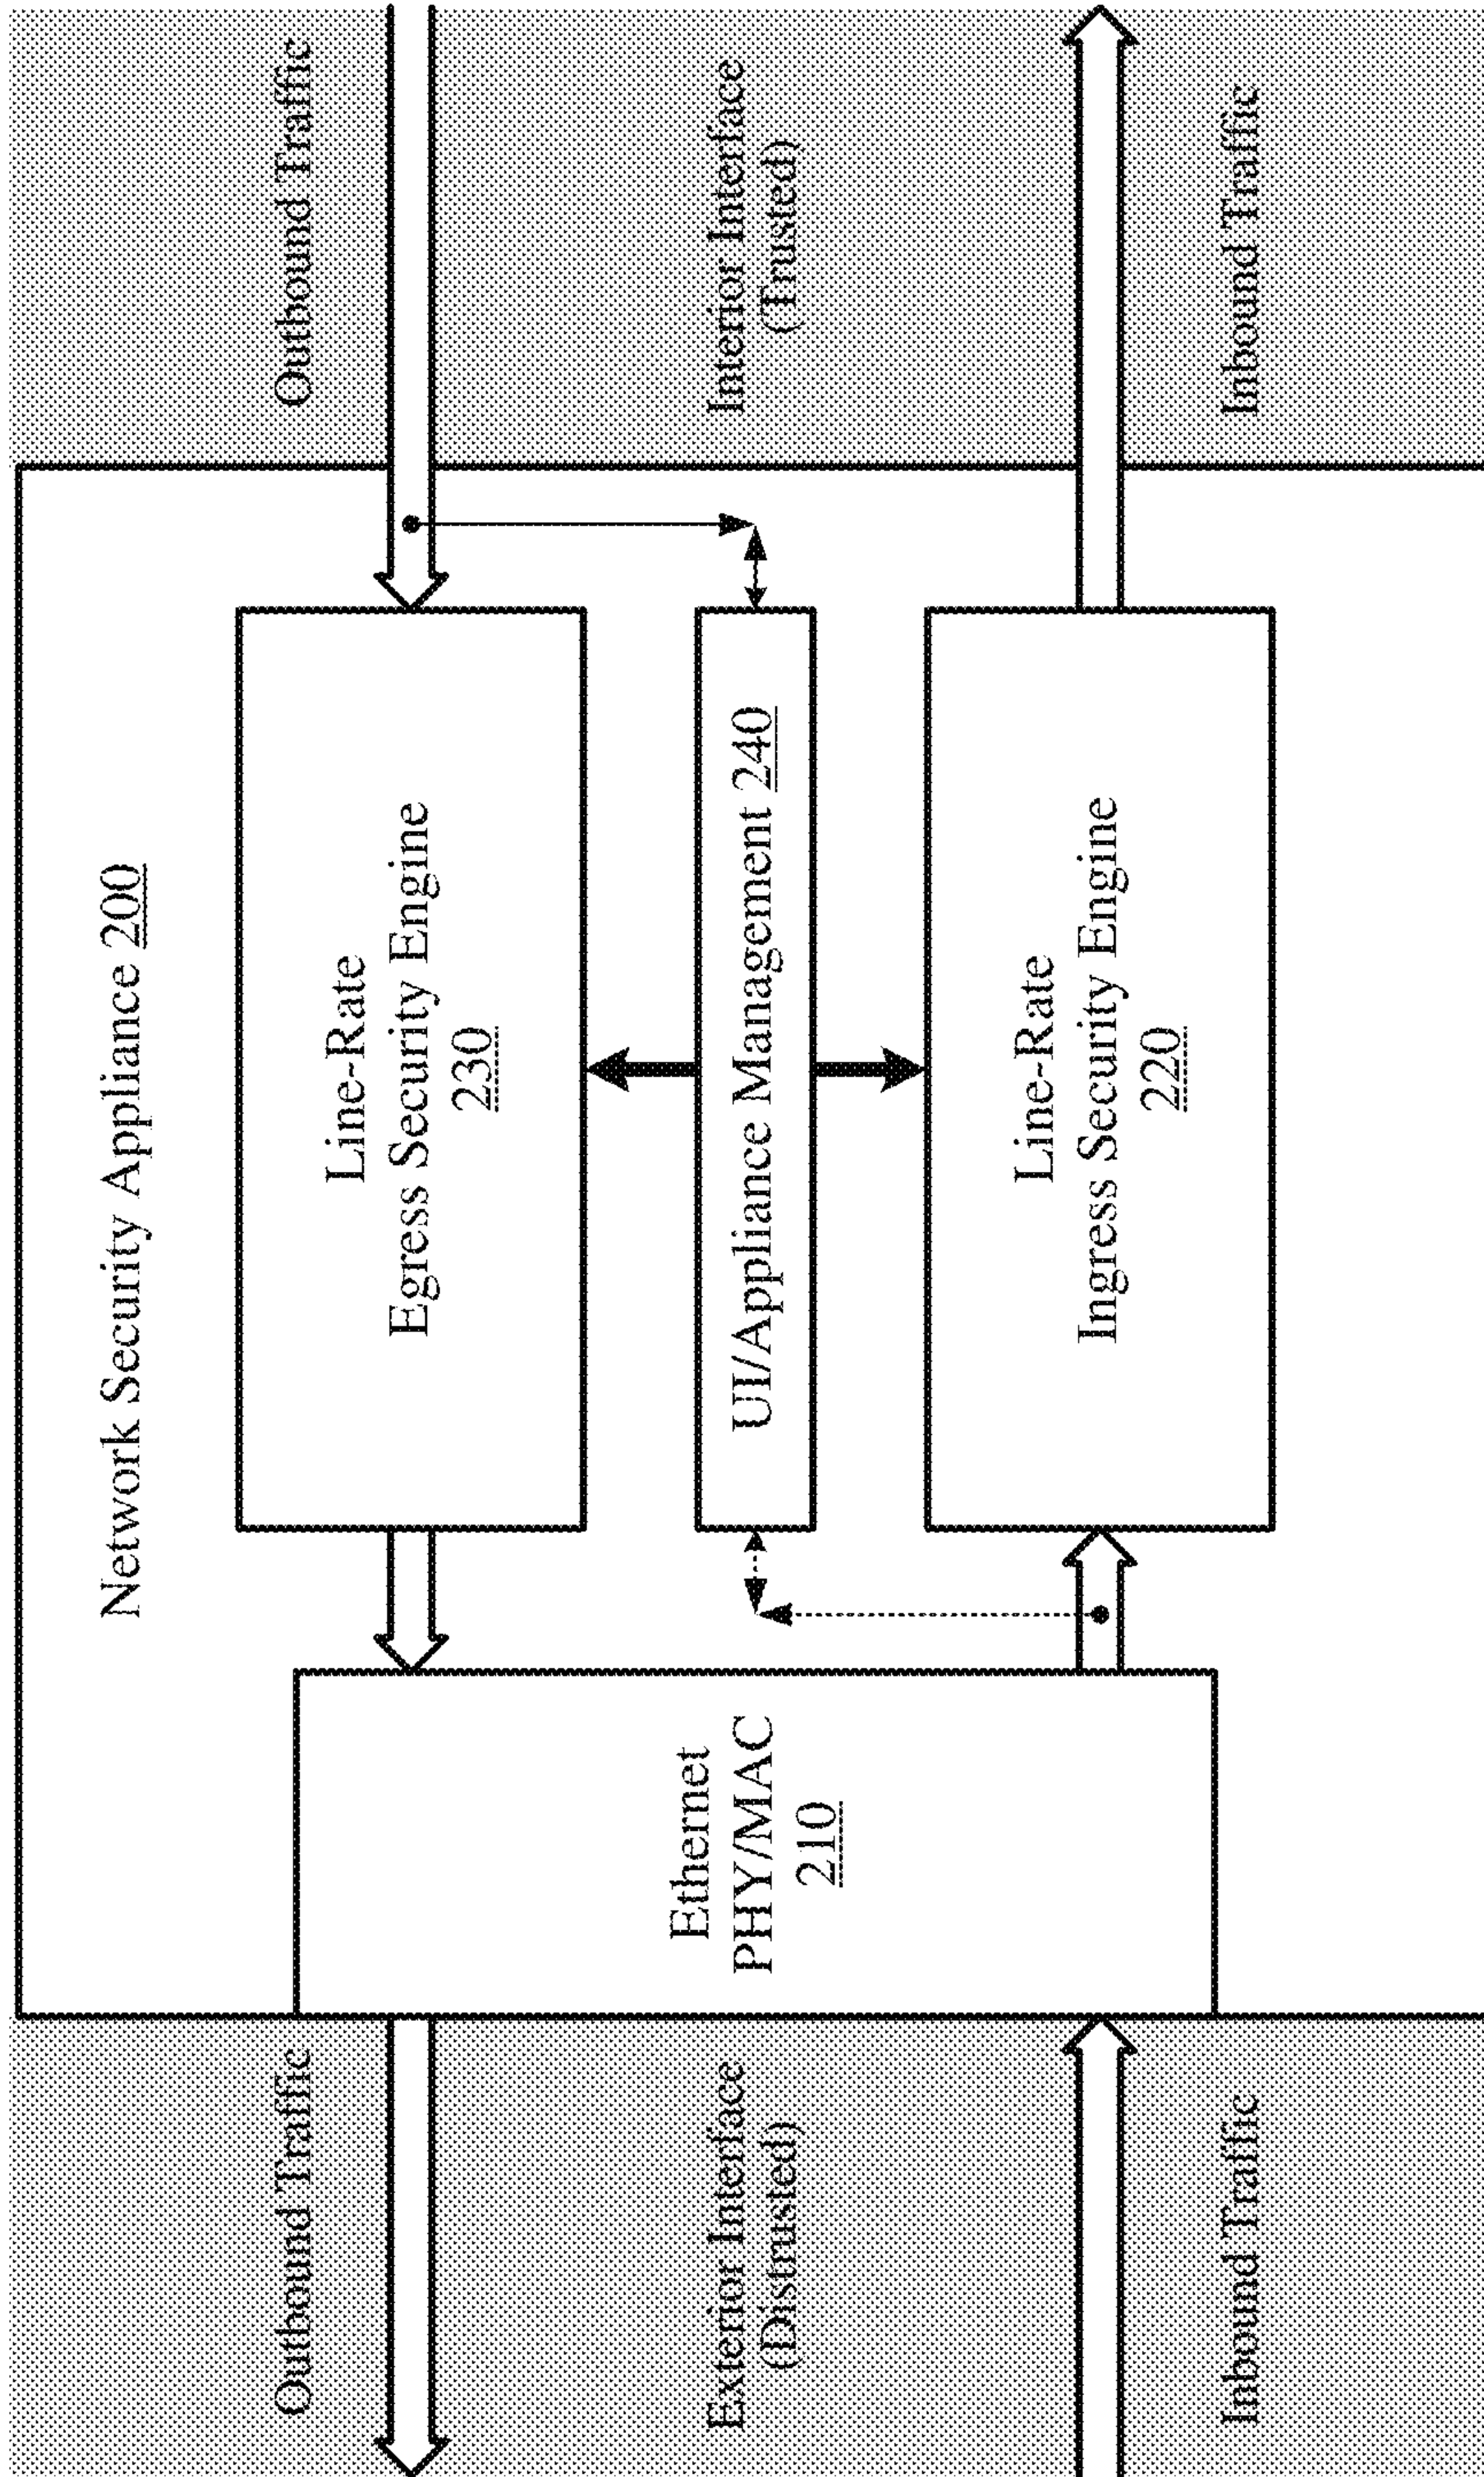 Network Security Appliance 200
Outbound Traffic
Outbound Traffic
Line-Rate
Egress Security Engine
230
Exterior Interface
(Distrusted)
Ethernet
PHY/MAC
210
UI/Appliance Management 240
Interior Interface
(Trusted)
Line-Rate
Ingress Security Engine
220
Inbound Traffic
Inbound Traffic